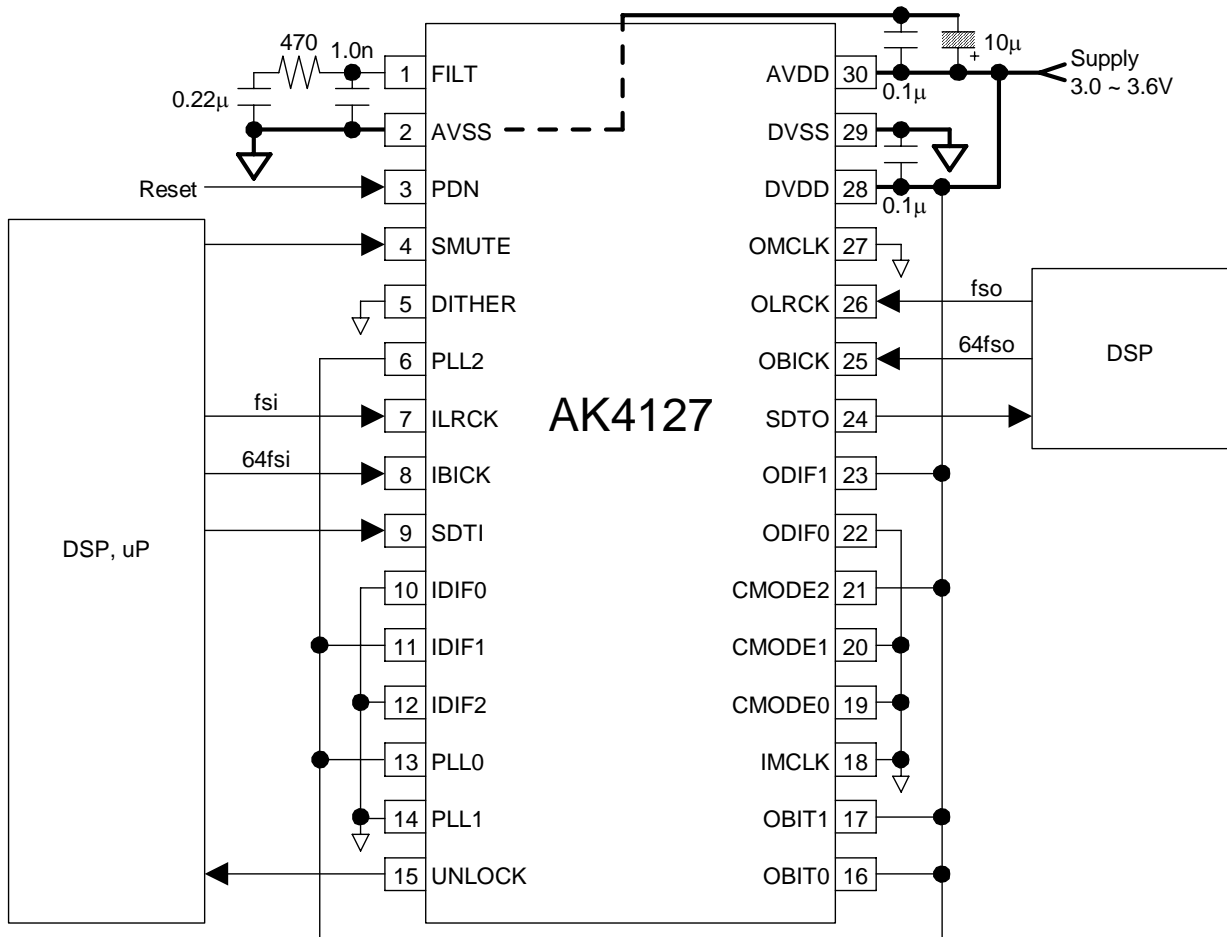 470
1.0n
0.22μ
10μ
+
Supply
3.0 ~ 3.6V
0.1μ
0.1μ
Reset
AK4127
1 FILT
2 AVSS
3 PDN
4 SMUTE
5 DITHER
6 PLL2
fsi
7 ILRCK
64fsi
8 IBICK
9 SDTI
DSP, uP
10 IDIF0
11 IDIF1
12 IDIF2
13 PLL0
14 PLL1
15 UNLOCK
AVDD 30
DVSS 29
DVDD 28
OMCLK 27
OLRCK 26
fso
OBICK 25
64fso
DSP
SDTO 24
ODIF1 23
ODIF0 22
CMODE2 21
CMODE1 20
CMODE0 19
IMCLK 18
OBIT1 17
OBIT0 16